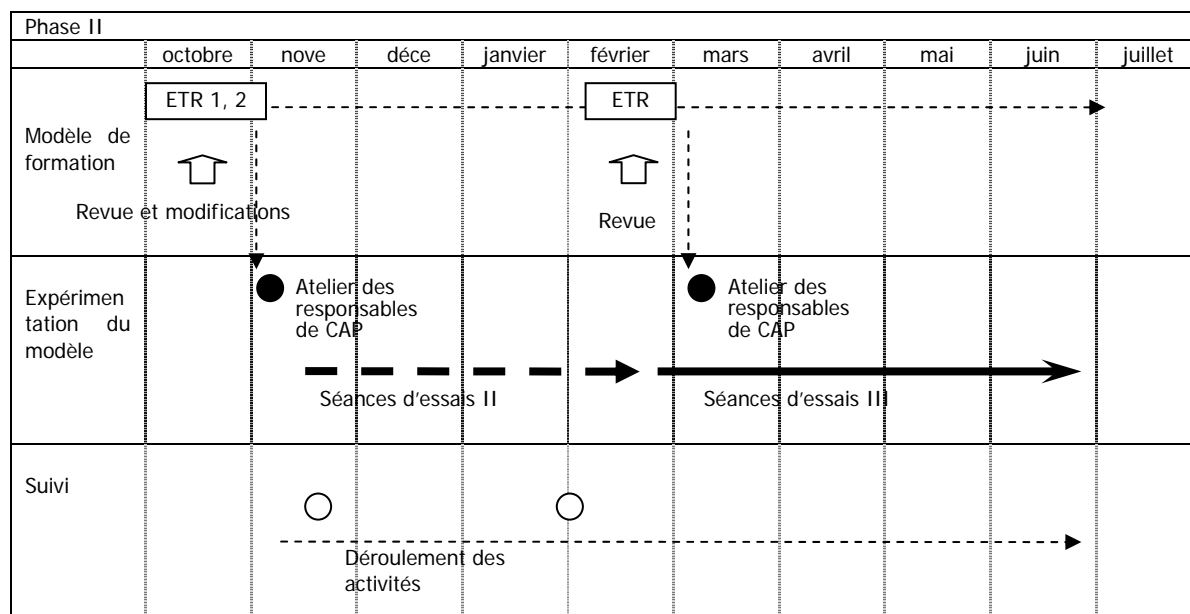 Phase II
octobre nove déce janvier février mars avril mai juin juillet
Modèle de
formation
ETR 1, 2
ETR
Revue et modifications
Revue
Expérimen
tation du
modèle
Atelier des
responsables
de CAP
Atelier des
responsables
de CAP
Séances d'essais II
Séances d'essais III
Suivi
Déroulement des
activités